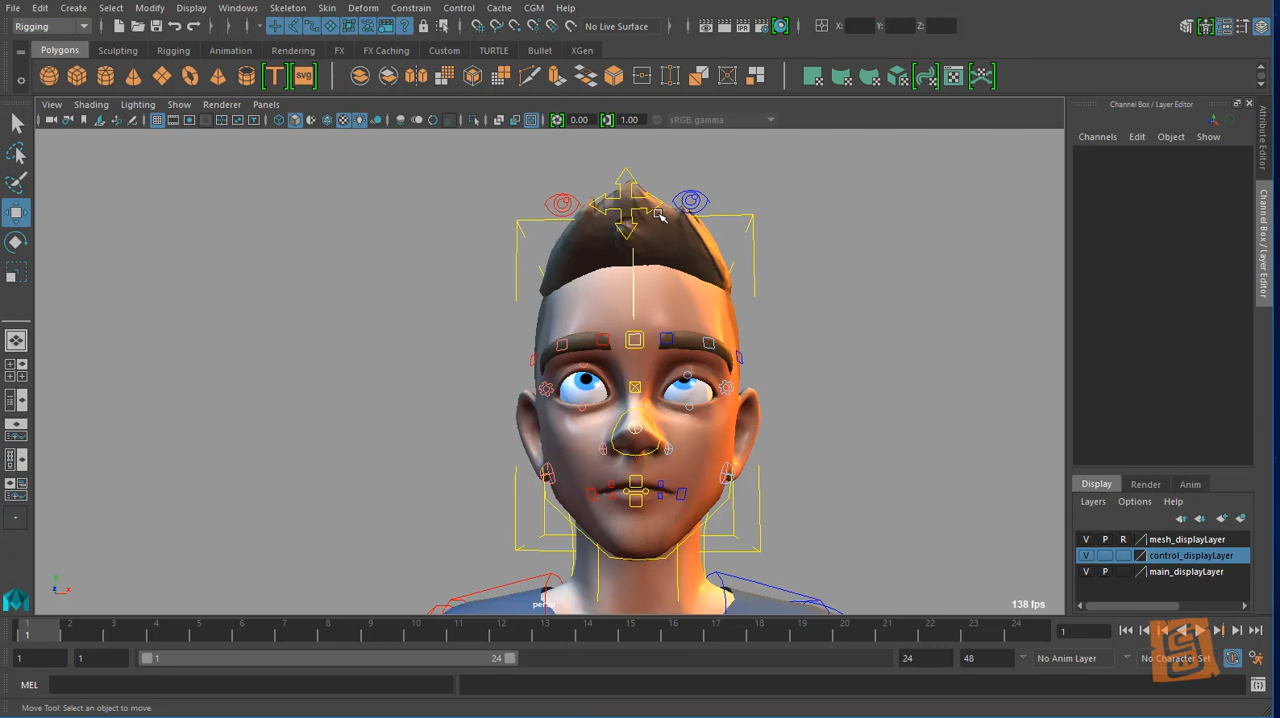 File Edit Create Select Modify Display Windows Skeleton Skin Deform Constrain Control Cache CGM Help
Rigging No Live Surface X: Y: Z:
Polygons Sculpting Rigging Animation Rendering FX FX Caching Custom TURTLE Bullet XGen
T svg
View Shading Lighting Show Renderer Panels
0.00 1.00 sRGB gamma
persp
138 fps
Channel Box / Layer Editor
Channels Edit Object Show
Attribute Editor
Channel Box / Layer Editor
Display Render Anim
Layers Options Help
V P R mesh_displayLayer
V control_displayLayer
V P main_displayLayer
1 2 3 4 5 6 7 8 9 10 11 12 13 14 15 16 17 18 19 20 21 22 23 24
1 1
1 1 1 24 24 48 No Anim Layer No Character Set
MEL
Move Tool: Select an object to move.